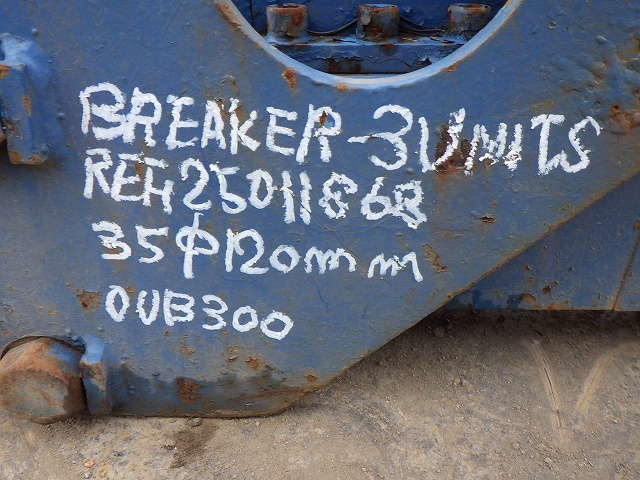 BREAKER-3UNITS
REH25011868
35φ120mm
OUB300